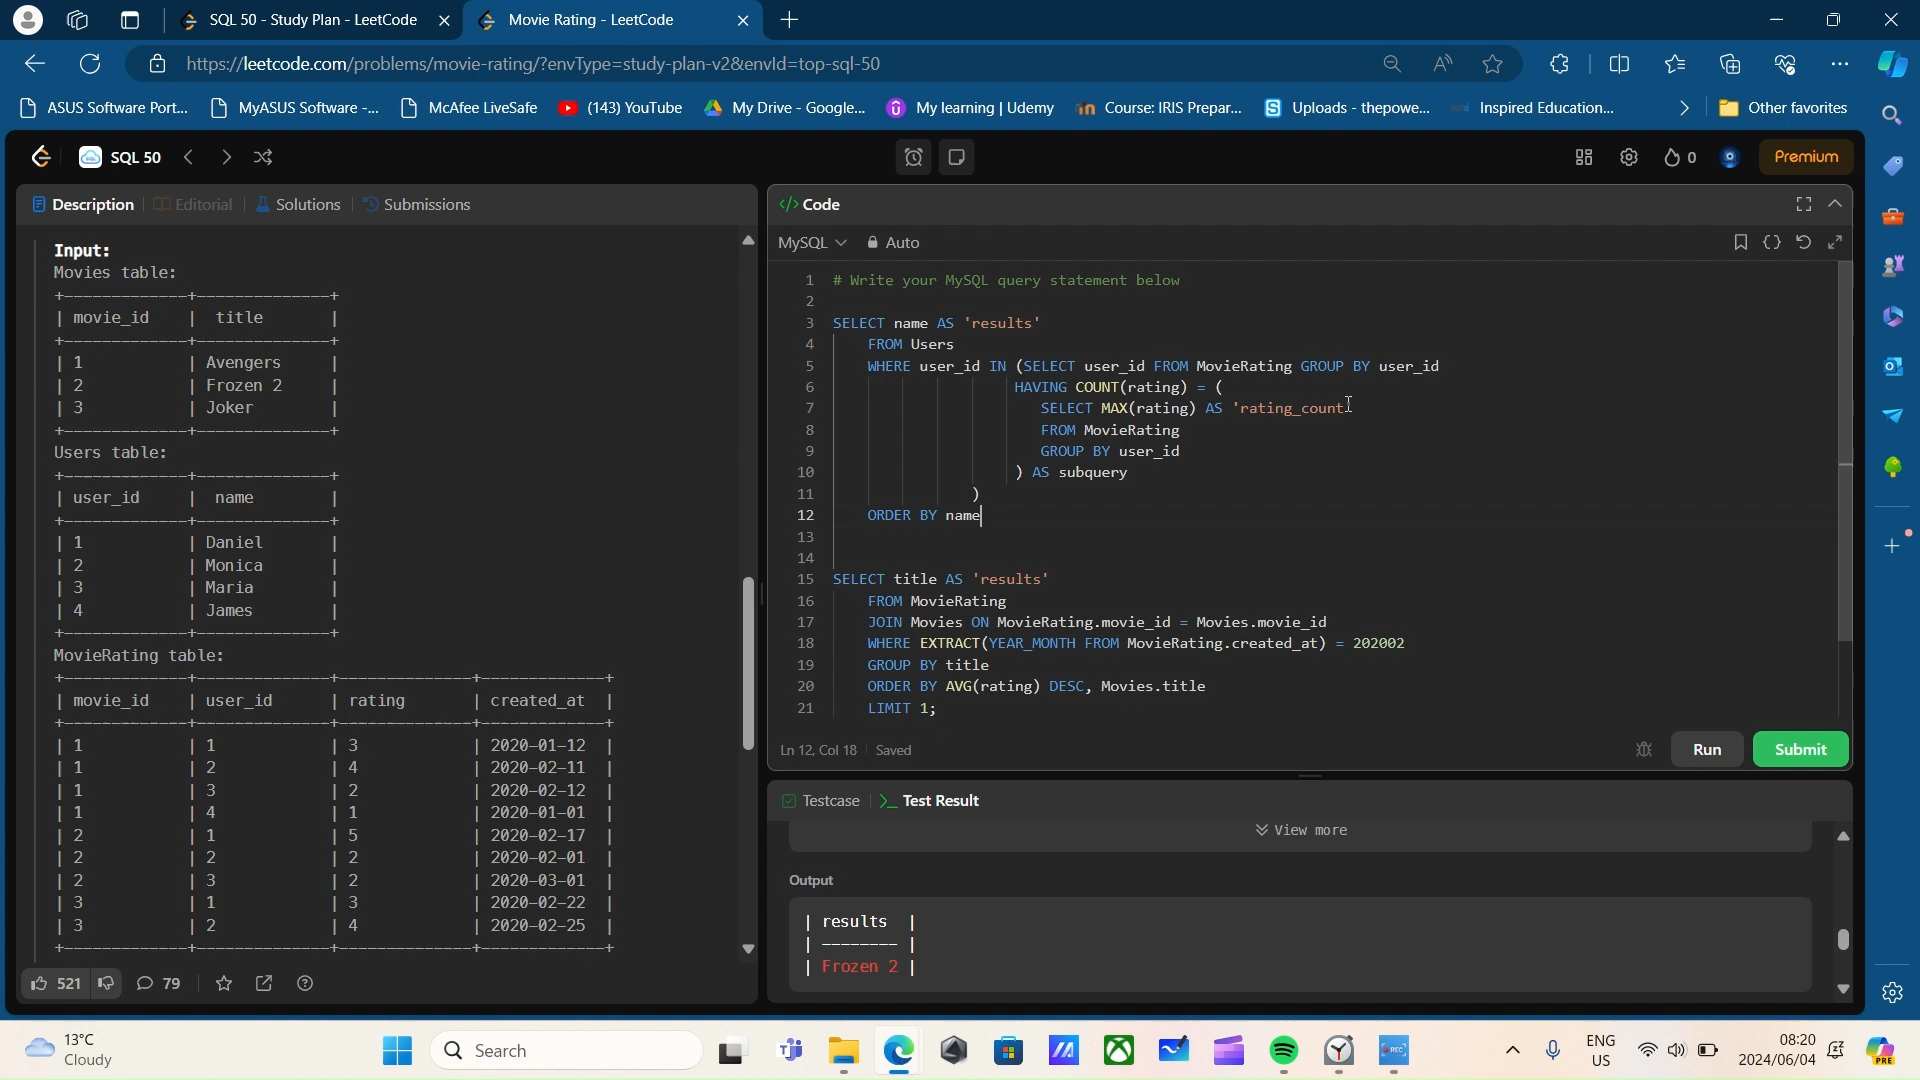 SQL 50 - Study Plan - LeetCode
Movie Rating - LeetCode
https://leetcode.com/problems/movie-rating/?envType=study-plan-v2&envId=top-sql-50
ASUS Software Port...
MyASUS Software -...
McAfee LiveSafe
(143) YouTube
My Drive - Google...
My learning | Udemy
Course: IRIS Prepar...
Uploads - thepowe...
Inspired Education...
Other favorites
SQL 50
0
Premium
Description
Editorial
Solutions
Submissions
Input:
Movies table:
+-------------+--------------+
| movie_id    |  title       |
+-------------+--------------+
| 1           | Avengers     |
| 2           | Frozen 2     |
| 3           | Joker        |
+-------------+--------------+
Users table:
+-------------+--------------+
| user_id     |  name        |
+-------------+--------------+
| 1           | Daniel       |
| 2           | Monica       |
| 3           | Maria        |
| 4           | James        |
+-------------+--------------+
MovieRating table:
+-------------+--------------+--------------+-------------+
| movie_id    | user_id      | rating       | created_at  |
+-------------+--------------+--------------+-------------+
| 1           | 1            | 3            | 2020-01-12  |
| 1           | 2            | 4            | 2020-02-11  |
| 1           | 3            | 2            | 2020-02-12  |
| 1           | 4            | 1            | 2020-01-01  |
| 2           | 1            | 5            | 2020-02-17  |
| 2           | 2            | 2            | 2020-02-01  |
| 2           | 3            | 2            | 2020-03-01  |
| 3           | 1            | 3            | 2020-02-22  |
| 3           | 2            | 4            | 2020-02-25  |
+-------------+--------------+--------------+-------------+
521
79
</> Code
MySQL
Auto
1 # Write your MySQL query statement below
2
3 SELECT name AS 'results'
4 FROM Users
5 WHERE user_id IN (SELECT user_id FROM MovieRating GROUP BY user_id
6 HAVING COUNT(rating) = (
7 SELECT MAX(rating) AS 'rating_count
8 FROM MovieRating
9 GROUP BY user_id
10 ) AS subquery
11 )
12 ORDER BY name
13
14
15 SELECT title AS 'results'
16 FROM MovieRating
17 JOIN Movies ON MovieRating.movie_id = Movies.movie_id
18 WHERE EXTRACT(YEAR_MONTH FROM MovieRating.created_at) = 202002
19 GROUP BY title
20 ORDER BY AVG(rating) DESC, Movies.title
21 LIMIT 1;
Ln 12, Col 18
Saved
Run
Submit
Testcase
>_ Test Result
View more
Output
| results  |
| -------- |
| Frozen 2 |
13°C
Cloudy
Search
REC
ENG
US
08:20
2024/06/04
PRE